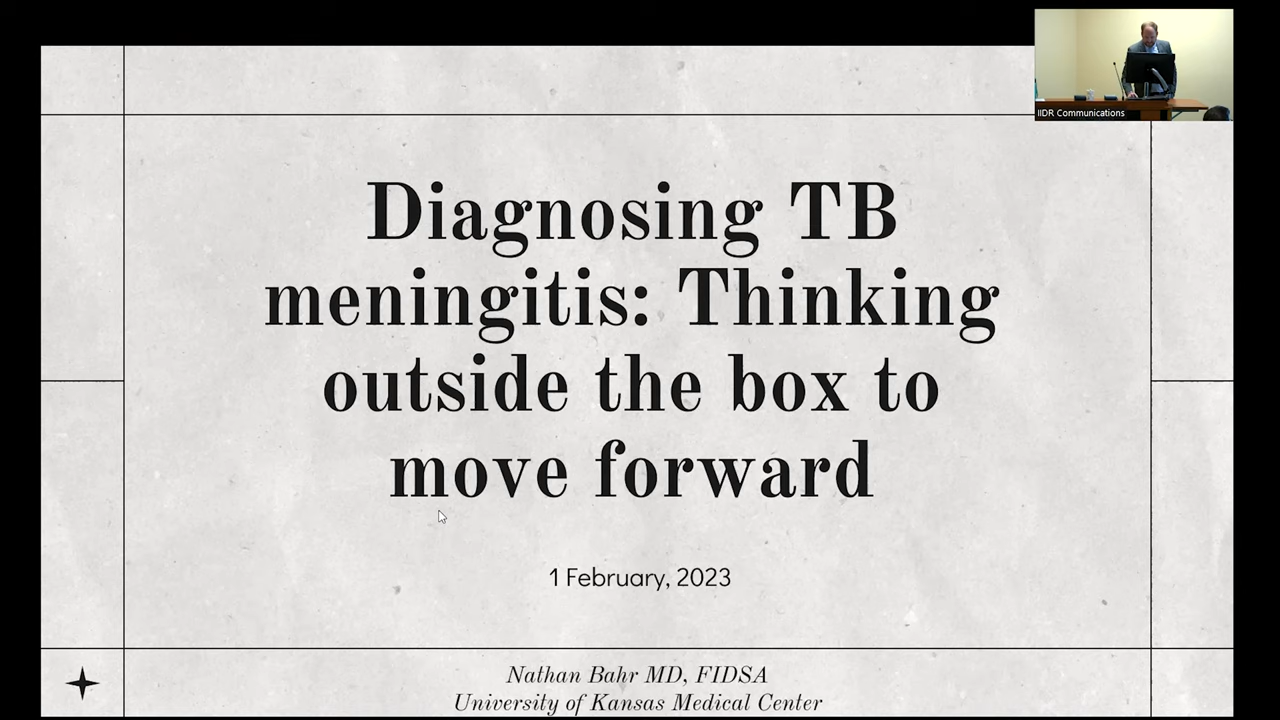 IIDR Communications
Diagnosing TB
meningitis: Thinking
outside the box to
move forward
1 February, 2023
Nathan Bahr MD, FIDSA
University of Kansas Medical Center